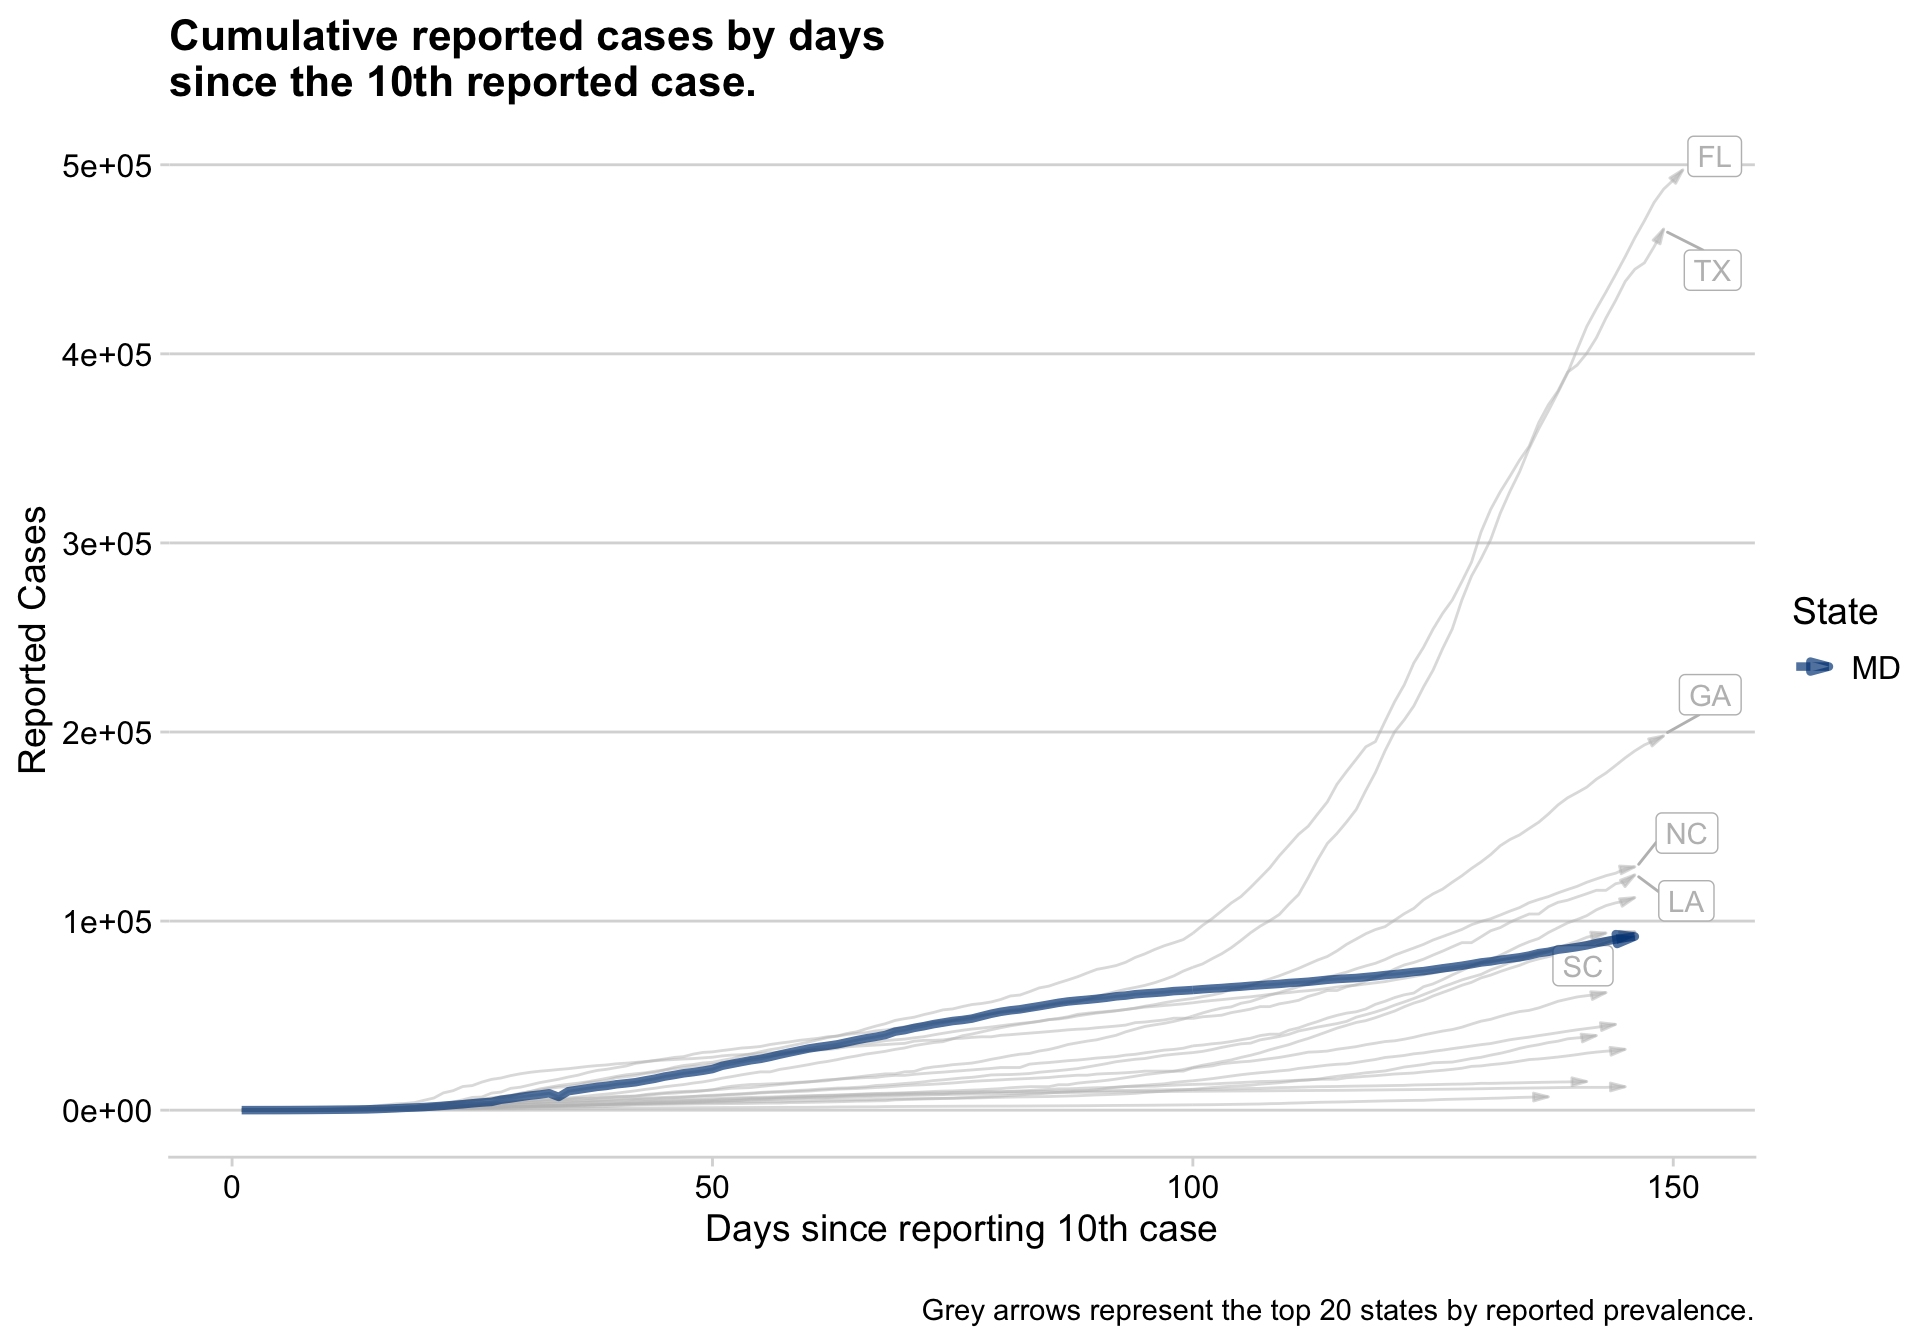 Cumulative reported cases by days
since the 10th reported case.
5e+05
4e+05
3e+05
2e+05
1e+05
0e+00
Reported Cases
FL
TX
GA
NC
LA
SC
State
MD
0
50
100
150
Days since reporting 10th case
Grey arrows represent the top 20 states by reported prevalence.